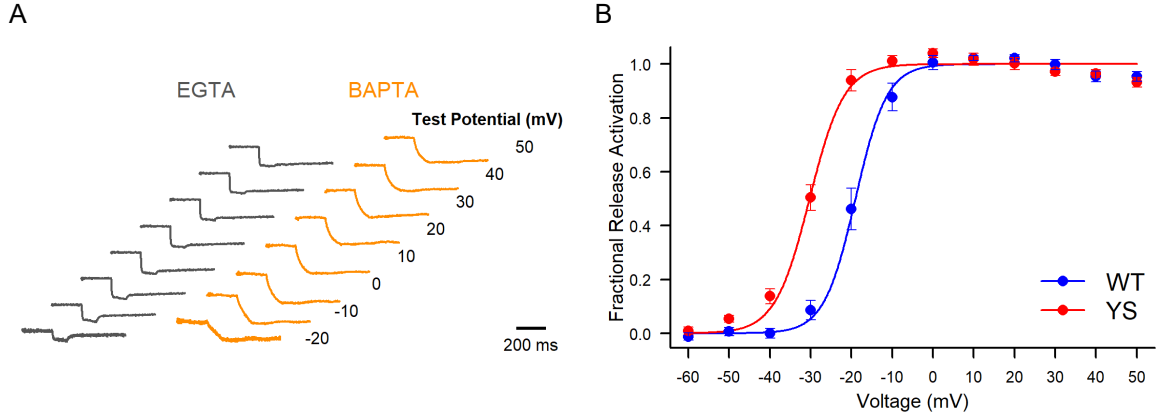 A
EGTA
BAPTA
Test Potential (mV)
50
40
30
20
10
0
-10
-20
200 ms
B
Fractional Release Activation
1.0
0.8
0.6
0.4
0.2
0.0
WT
YS
-60
-50
-40
-30
-20
-10
0
10
20
30
40
50
Voltage (mV)